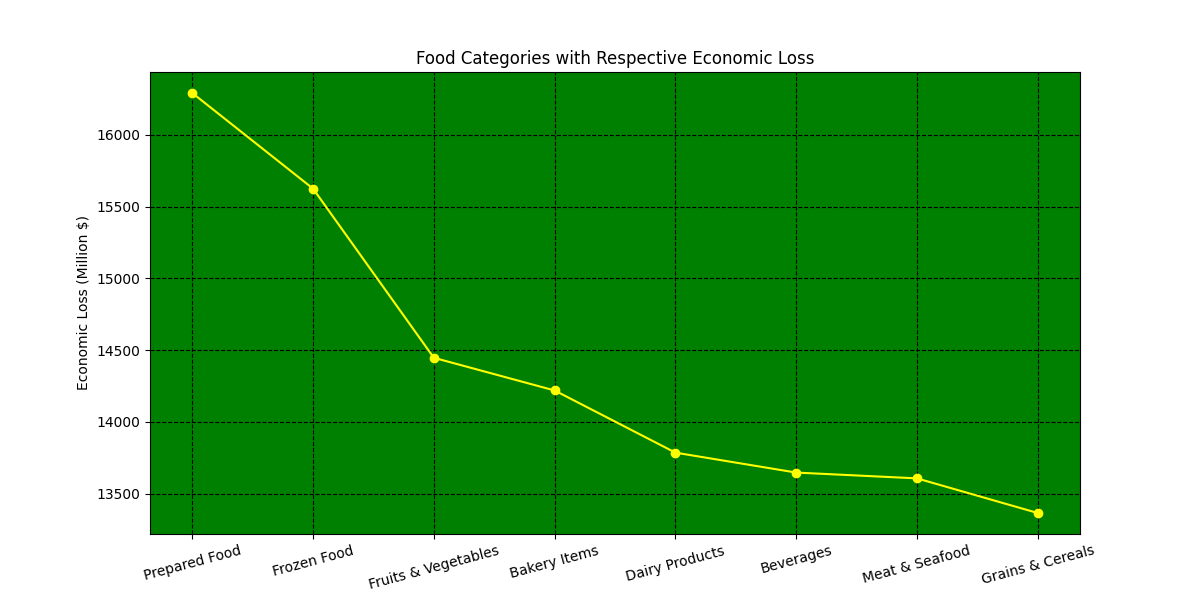 Food Categories with Respective Economic Loss
Economic Loss (Million $)
16000
15500
15000
14500
14000
13500
Prepared Food
Frozen Food
Fruits & Vegetables
Bakery Items
Dairy Products
Beverages
Meat & Seafood
Grains & Cereals